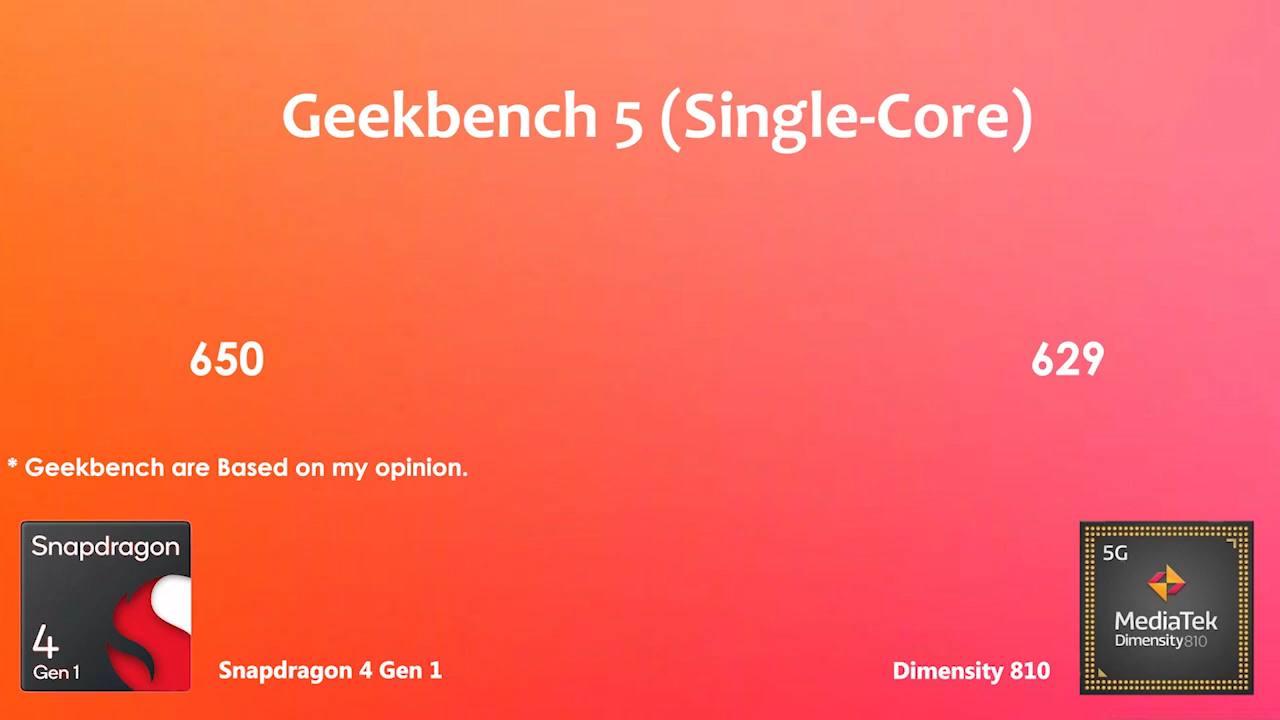 Geekbench 5 (Single-Core)
650
629
* Geekbench are Based on my opinion.
Snapdragon
4
Gen 1
Snapdragon 4 Gen 1
Dimensity 810
5G
MediaTek
Dimensity810